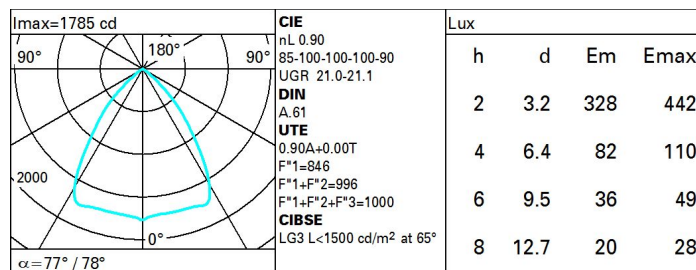 Imax=1785 cd
90° 180° 90°
2000
0°
α=77° / 78°
CIE
nL 0.90
85-100-100-100-90
UGR 21.0-21.1
DIN
A.61
UTE
0.90A+0.00T
F"1=846
F"1+F"2=996
F"1+F"2+F"3=1000
CIBSE
LG3 L<1500 cd/m² at 65°
Lux
h d Em Emax
2 3.2 328 442
4 6.4 82 110
6 9.5 36 49
8 12.7 20 28